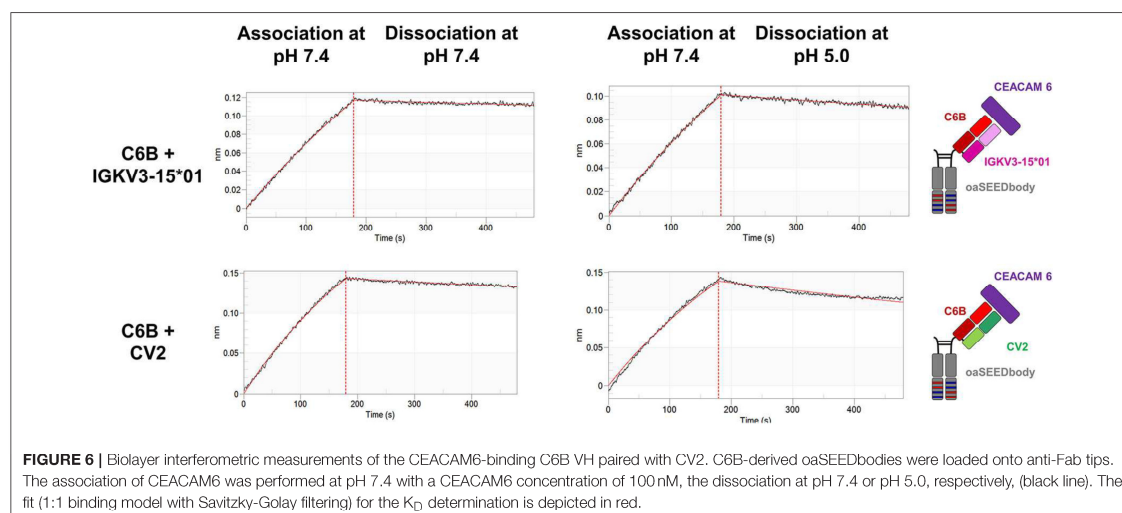 Association at pH 7.4
Dissociation at pH 7.4
Association at pH 7.4
Dissociation at pH 5.0
C6B + IGKV3-15*01
0.12
0.10
0.08
0.06
0.04
0.02
0
nm
0
100
200
300
400
Time (s)
0.10
0.08
0.06
0.04
0.02
0
nm
0
100
200
300
400
Time (s)
CEACAM 6
C6B
IGKV3-15*01
oaSEEDbody
C6B + CV2
0.15
0.10
0.05
0
nm
0
100
200
300
400
Time (s)
0.15
0.10
0.05
0
nm
0
100
200
300
400
Time (s)
CEACAM 6
C6B
CV2
oaSEEDbody
FIGURE 6 | Biolayer interferometric measurements of the CEACAM6-binding C6B VH paired with CV2. C6B-derived oaSEEDbodies were loaded onto anti-Fab tips.
The association of CEACAM6 was performed at pH 7.4 with a CEACAM6 concentration of 100 nM, the dissociation at pH 7.4 or pH 5.0, respectively, (black line). The
fit (1:1 binding model with Savitzky-Golay filtering) for the KD determination is depicted in red.